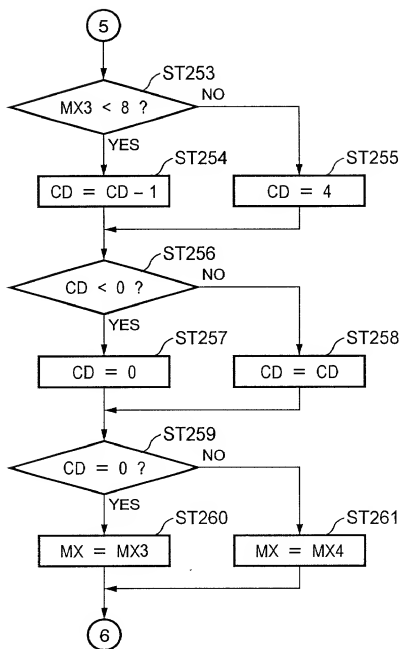 5
ST253
MX3 < 8 ?
NO
YES
ST254
ST255
CD = CD - 1
CD = 4
ST256
CD < 0 ?
NO
YES
ST257
ST258
CD = 0
CD = CD
ST259
CD = 0 ?
NO
YES
ST260
ST261
MX = MX3
MX = MX4
6